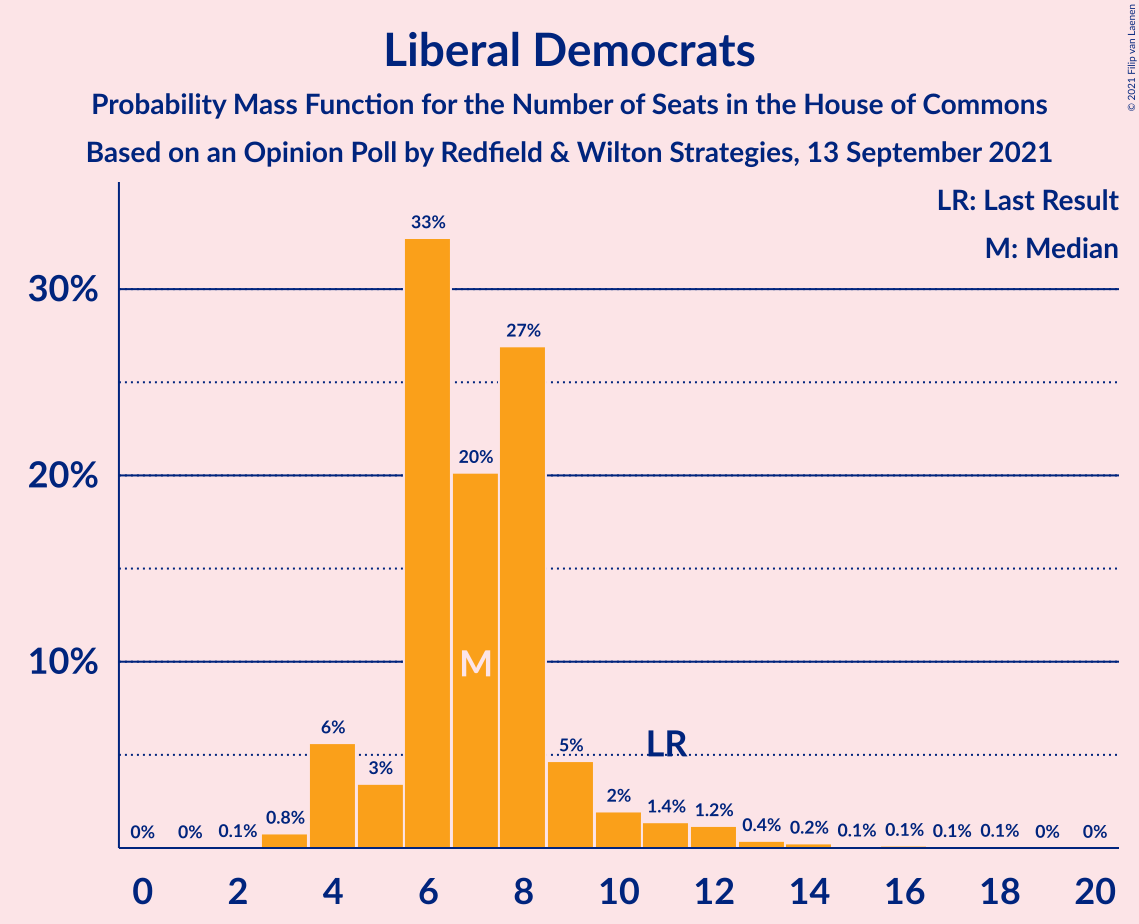 Liberal Democrats
Probability Mass Function for the Number of Seats in the House of Commons
Based on an Opinion Poll by Redfield & Wilton Strategies, 13 September 2021
© 2021 Filip van Laenen
LR: Last Result
M: Median
30%
20%
10%
0%
0%
0.1%
0.8%
6%
3%
33%
20%
27%
5%
2%
1.4%
1.2%
0.4%
0.2%
0.1%
0.1%
0.1%
0.1%
0%
0%
M
LR
0 2 4 6 8 10 12 14 16 18 20